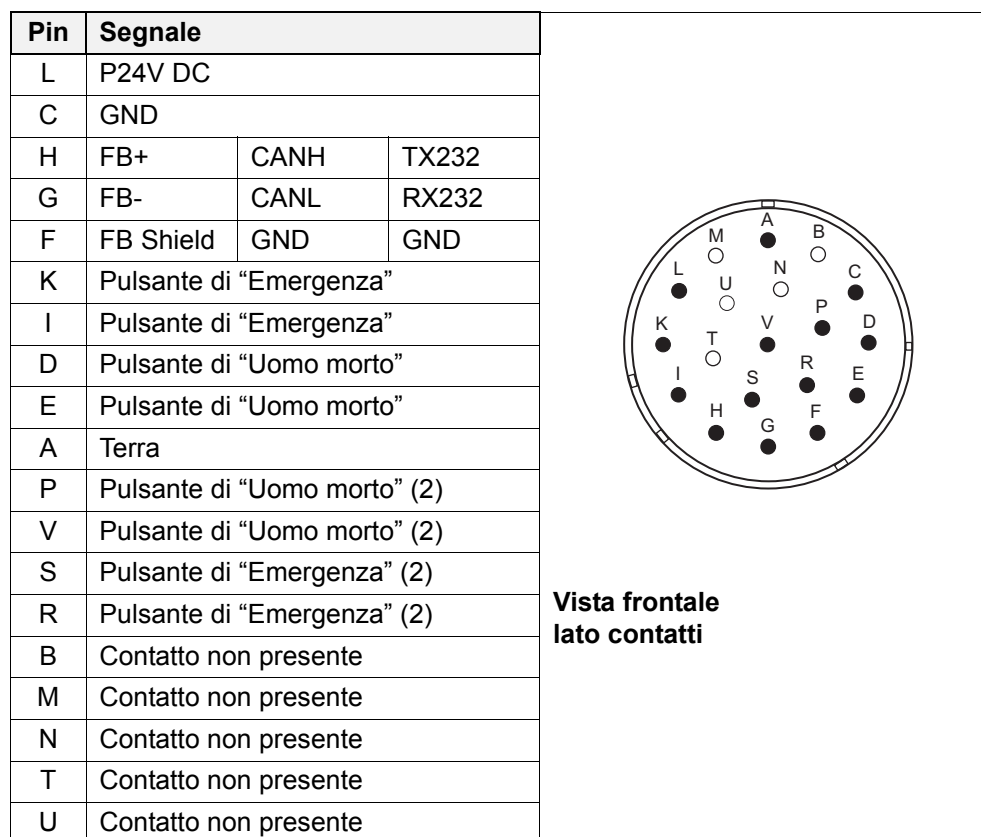 Pin Segnale
L P24V DC
C GND
H FB+ CANH TX232
G FB- CANL RX232
F FB Shield GND GND
K Pulsante di “Emergenza”
I Pulsante di “Emergenza”
D Pulsante di “Uomo morto”
E Pulsante di “Uomo morto”
A Terra
P Pulsante di “Uomo morto” (2)
V Pulsante di “Uomo morto” (2)
S Pulsante di “Emergenza” (2)
R Pulsante di “Emergenza” (2)
B Contatto non presente
M Contatto non presente
N Contatto non presente
T Contatto non presente
U Contatto non presente
A
M B
L U N C
K T V P D
I S R E
H G F
Vista frontale
lato contatti